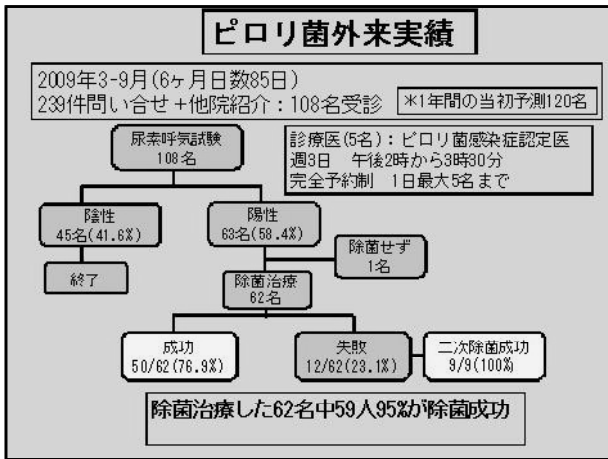 ピロリ菌外来実績
2009年3-9月(6ヶ月日数85日)
239件問い合せ+他院紹介:108名受診
*1年間の当初予測120名
尿素呼気試験
108名
診療医(5名):ピロリ菌感染症認定医
週3日 午後2時から3時30分
完全予約制 1日最大5名まで
陰性
45名(41.6%)
陽性
63名(58.4%)
除菌せず
1名
終了
除菌治療
62名
成功
50/62(76.9%)
失敗
12/62(23.1%)
二次除菌成功
9/9(100%)
除菌治療した62名中59人95%が除菌成功